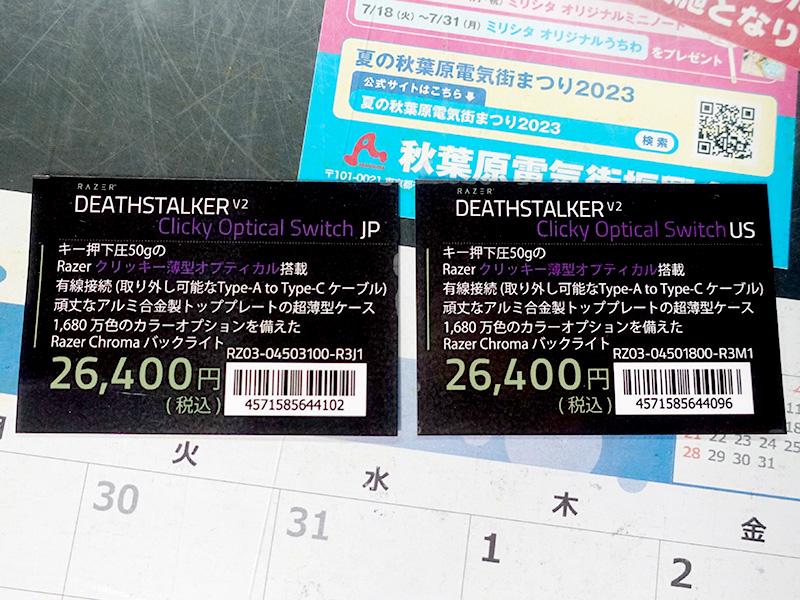 ミリシタ オリジナルミニノート
7/18（火）～7/31（月）ミリシタ オリジナルうちわ をプレゼント
となり
夏の秋葉原電気街まつり2023
公式サイトはこちら
夏の秋葉原電気街まつり2023
検索
秋葉原電気街振興
〒101-0021
RAZER
DEATHSTALKER V2
Clicky Optical Switch JP
キー押下圧50gの
Razer クリッキー薄型オプティカル搭載
有線接続(取り外し可能なType-A to Type-C ケーブル)
頑丈なアルミ合金製トッププレートの超薄型ケース
1,680 万色のカラーオプションを備えた
Razer Chroma バックライト
RZ03-04503100-R3J1
26,400円
(税込)
4571585644102
RAZER
DEATHSTALKER V2
Clicky Optical Switch US
キー押下圧50gの
Razer クリッキー薄型オプティカル搭載
有線接続(取り外し可能なType-A to Type-C ケーブル)
頑丈なアルミ合金製トッププレートの超薄型ケース
1,680 万色のカラーオプションを備えた
Razer Chroma バックライト
RZ03-04501800-R3M1
26,400円
(税込)
4571585644096
21 22 23 24 25
28 29 30 31
火
水
木
金
30
31
1
2